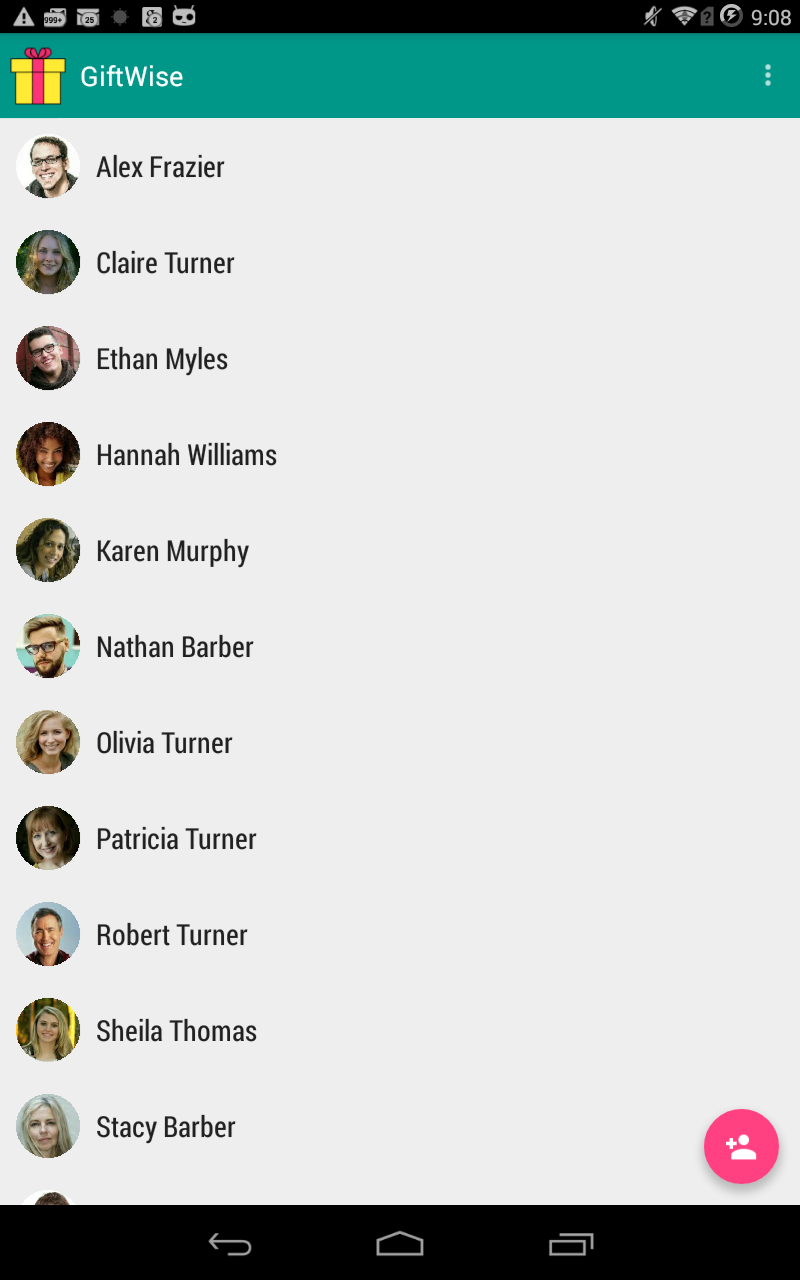 999+
25
2
?
9:08
GiftWise
Alex Frazier
Claire Turner
Ethan Myles
Hannah Williams
Karen Murphy
Nathan Barber
Olivia Turner
Patricia Turner
Robert Turner
Sheila Thomas
Stacy Barber